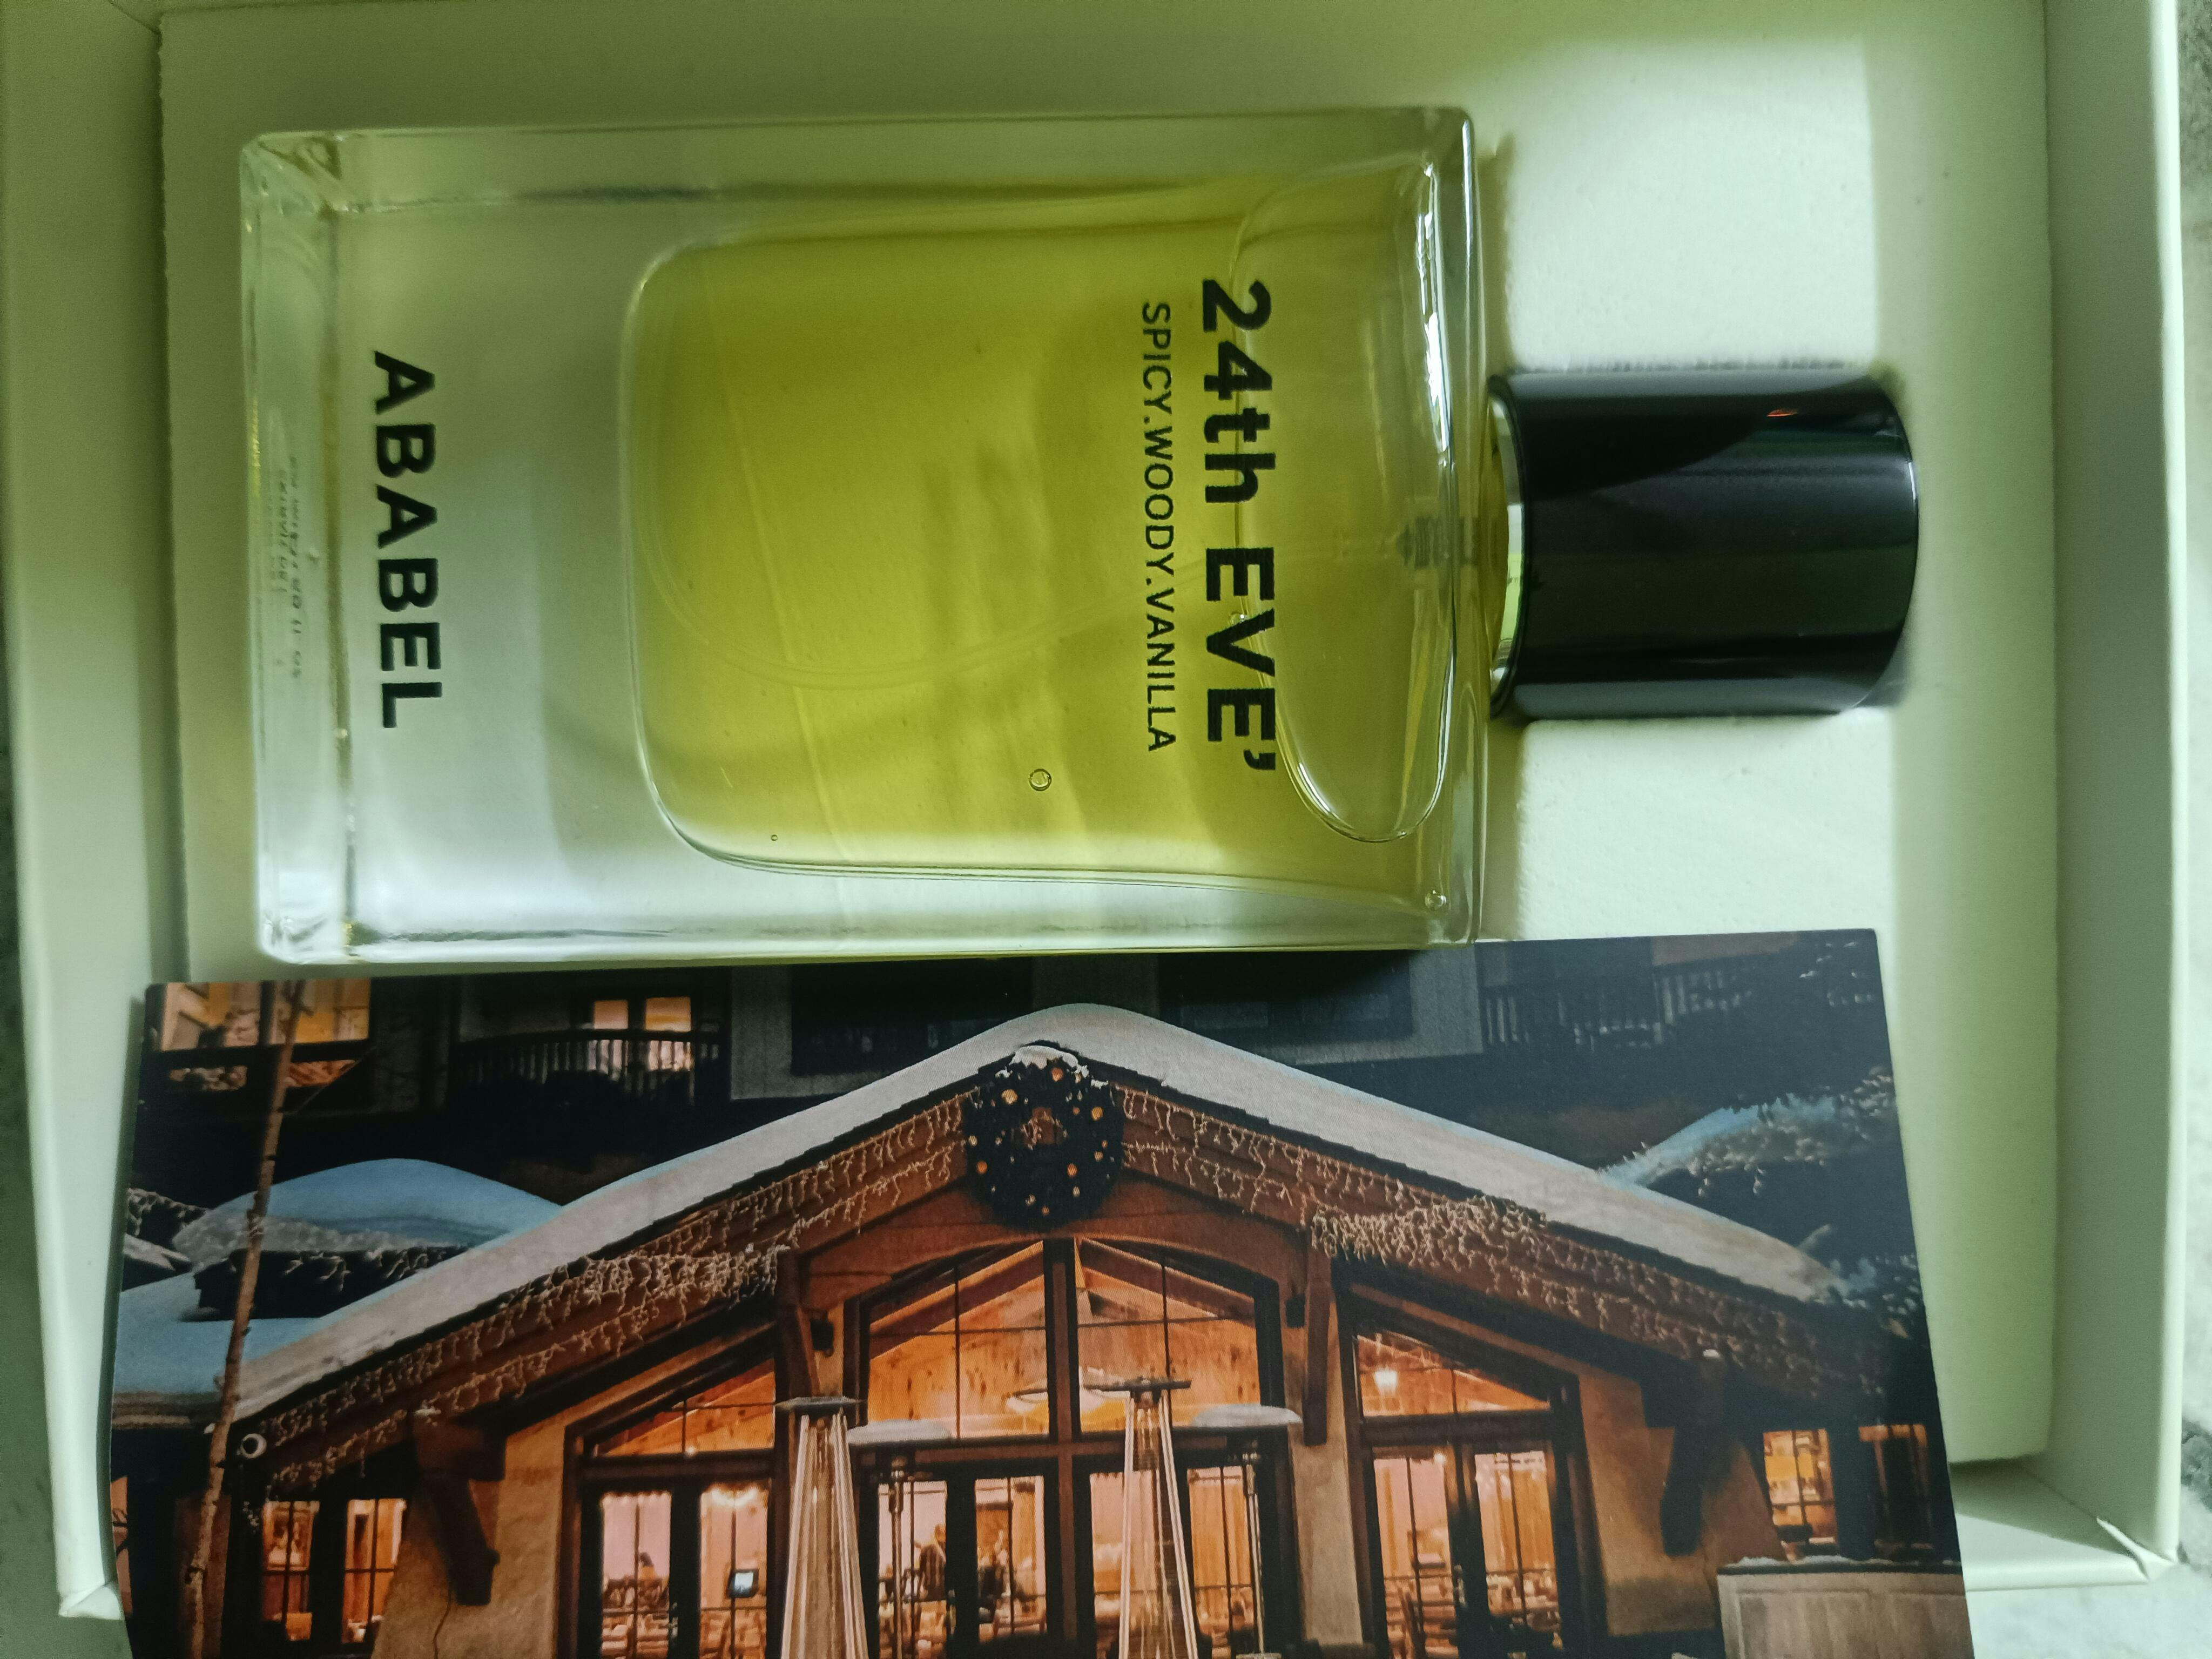 24th EVE'
SPICY.WOODY.VANILLA
ABABEL